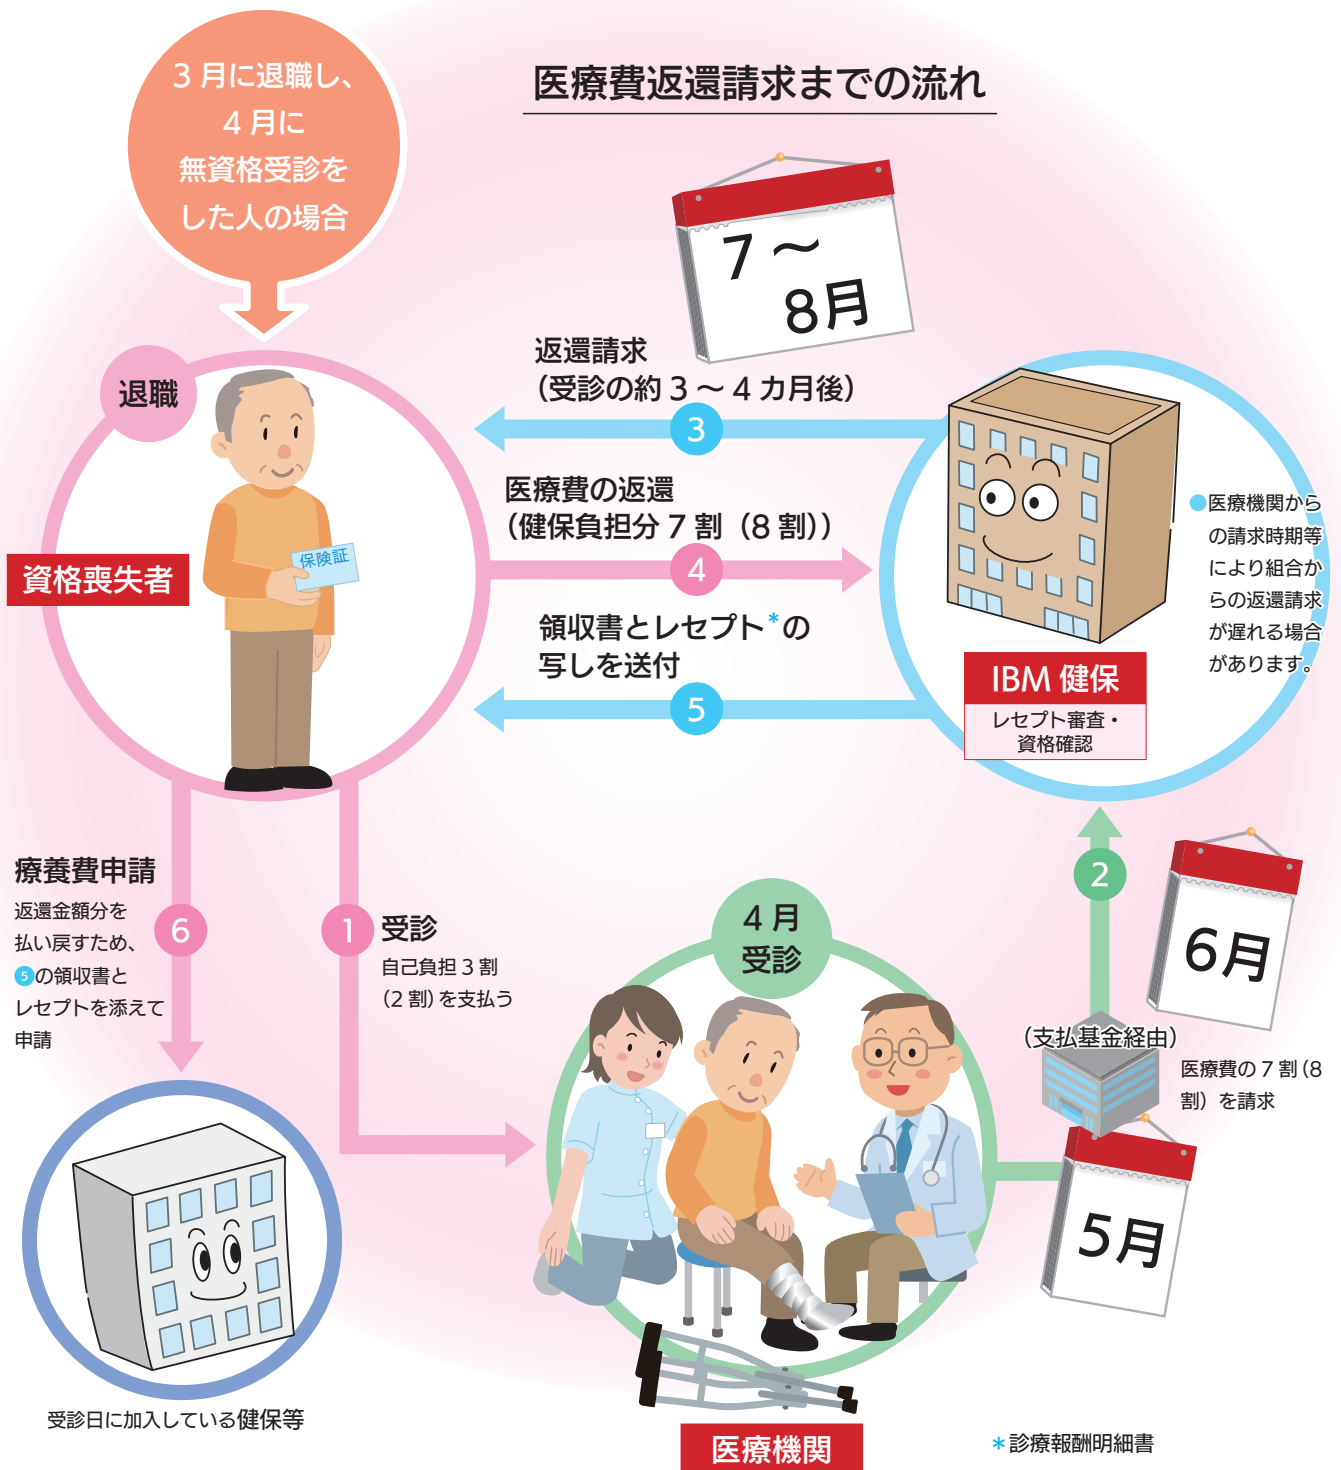 3月に退職し、
4月に
無資格受診を
した人の場合
医療費返還請求までの流れ
7～
8月
返還請求
（受診の約3～4カ月後）
3
医療費の返還
（健保負担分7割（8割））
4
領収書とレセプト*の
写しを送付
5
退職
保険証
資格喪失者
●医療機関から
の請求時期等
により組合か
らの返還請求
が遅れる場合
があります。
IBM 健保
レセプト審査・
資格確認
療養費申請
返還金額分を
払い戻すため、
5の領収書と
レセプトを添えて
申請
6
1
受診
自己負担3割
（2割）を支払う
4月
受診
2
6月
（支払基金経由）
医療費の7割（8
割）を請求
5月
受診日に加入している健保等
医療機関
*診療報酬明細書